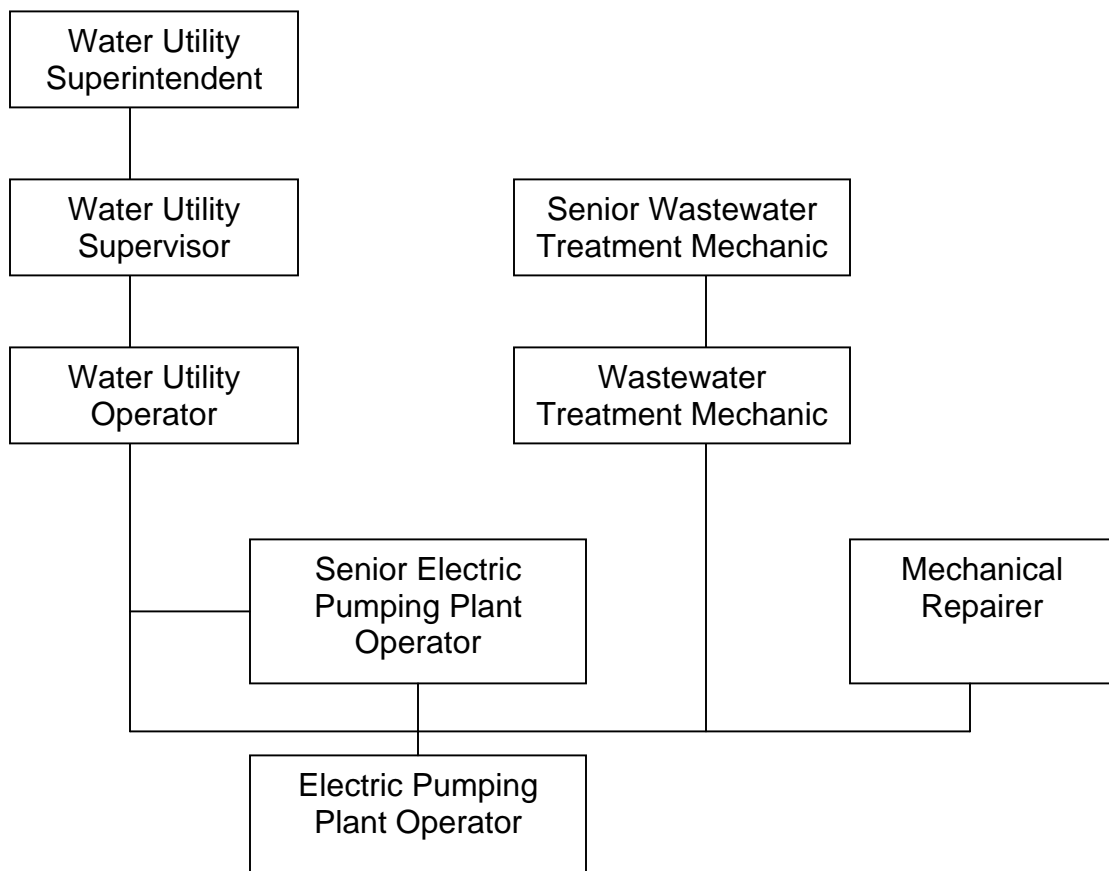 Water Utility
Superintendent
Water Utility
Supervisor
Senior Wastewater
Treatment Mechanic
Water Utility
Operator
Wastewater
Treatment Mechanic
Senior Electric
Pumping Plant
Operator
Mechanical
Repairer
Electric Pumping
Plant Operator